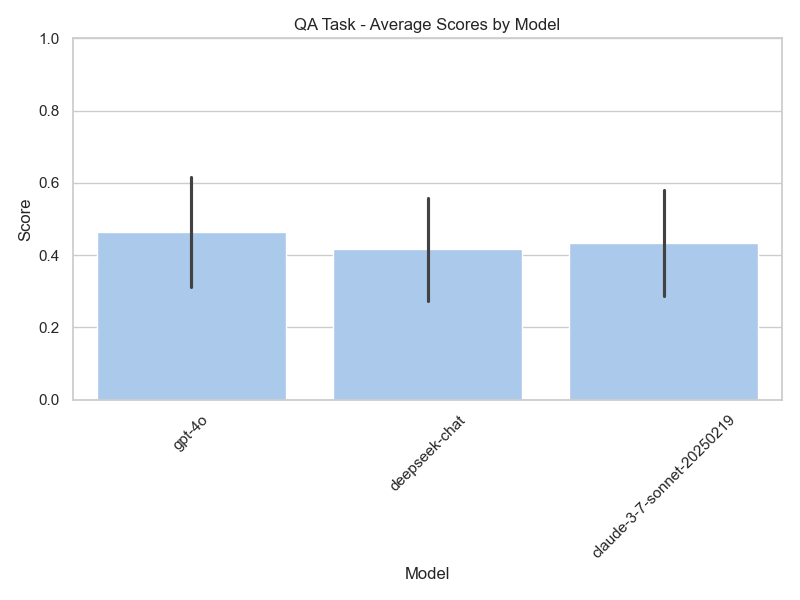 QA Task - Average Scores by Model
1.0
0.8
0.6
0.4
0.2
0.0
Score
gpt-4o
deepseek-chat
claude-3-7-sonnet-20250219
Model